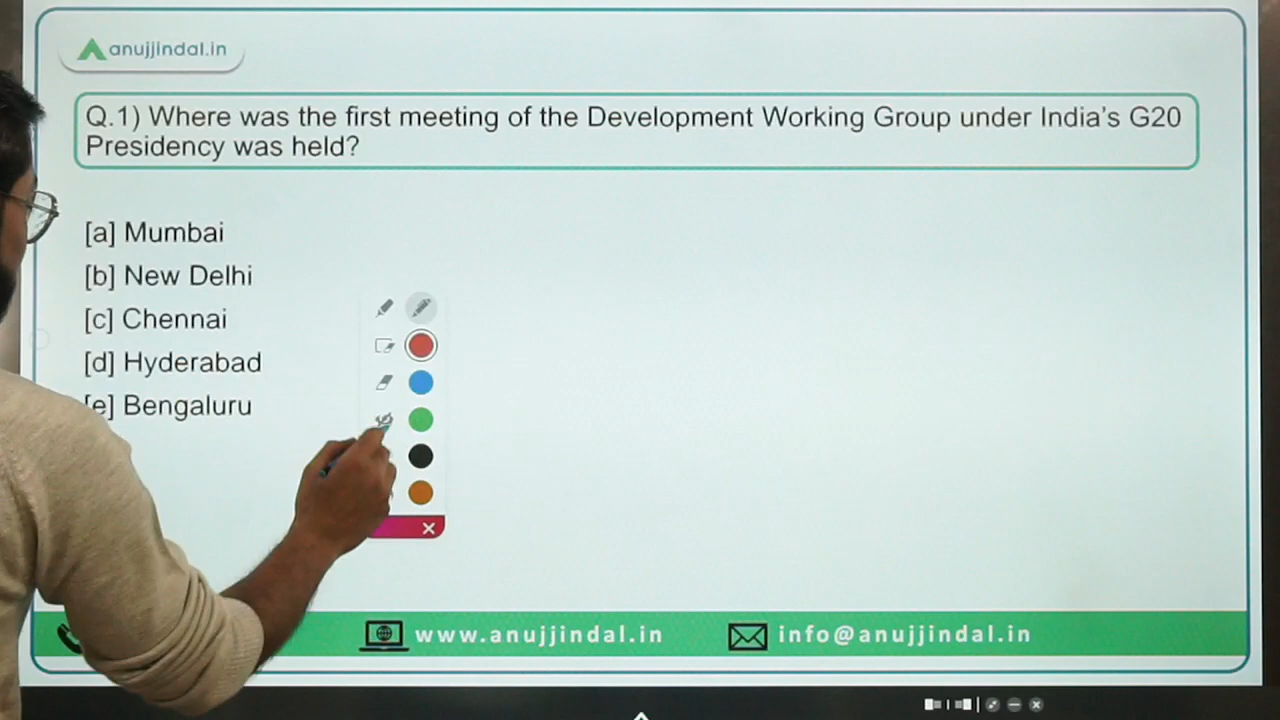 anujjindal.in
Q.1) Where was the first meeting of the Development Working Group under India's G20
Presidency was held?
[a] Mumbai
[b] New Delhi
[c] Chennai
[d] Hyderabad
[e] Bengaluru
www.anujjindal.in
info@anujjindal.in